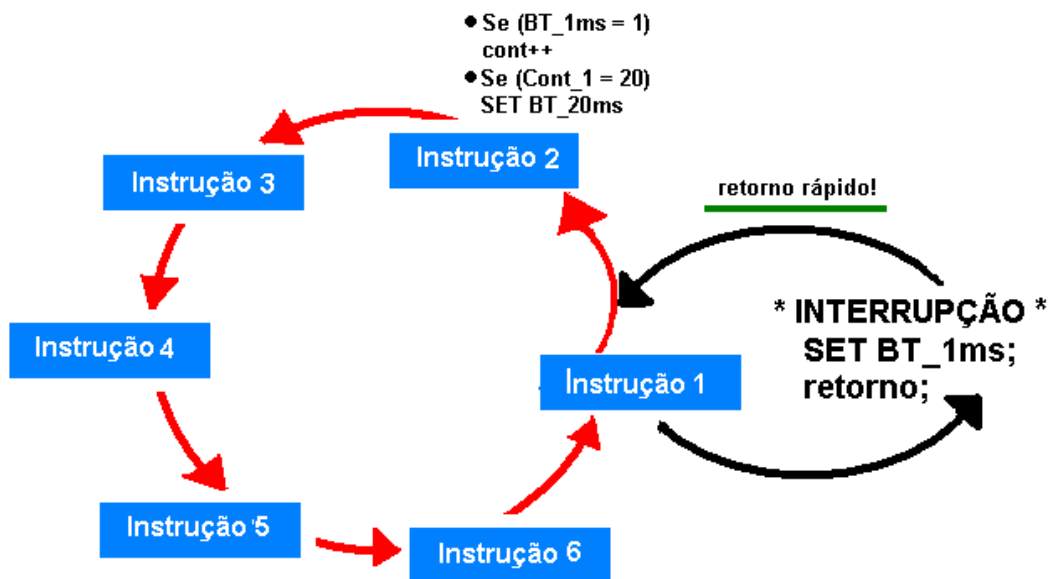 ● Se (BT_1ms = 1)
cont++
● Se (Cont_1 = 20)
SET BT_20ms
Instrução 2
Instrução 3
retorno rápido!
* INTERRUPÇÃO *
SET BT_1ms;
retorno;
Instrução 4
Instrução 1
Instrução 5
Instrução 6